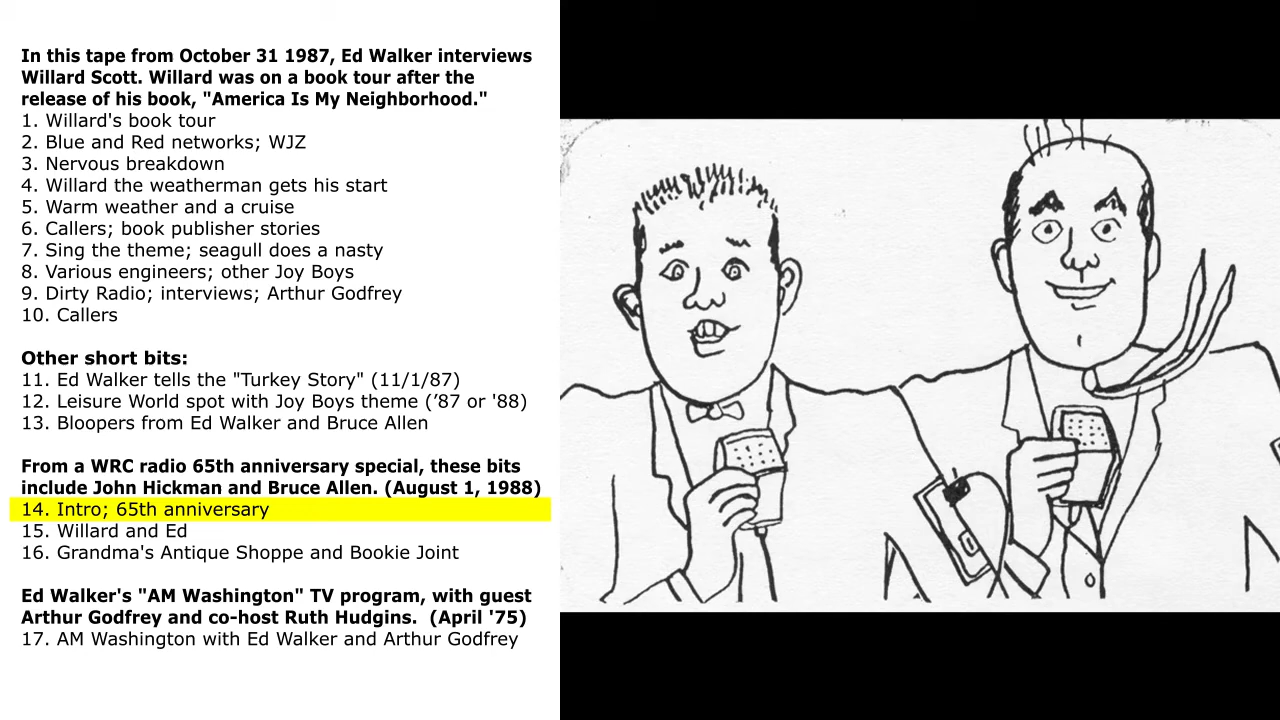 In this tape from October 31 1987, Ed Walker interviews
Willard Scott. Willard was on a book tour after the
release of his book, "America Is My Neighborhood."
1. Willard's book tour
2. Blue and Red networks; WJZ
3. Nervous breakdown
4. Willard the weatherman gets his start
5. Warm weather and a cruise
6. Callers; book publisher stories
7. Sing the theme; seagull does a nasty
8. Various engineers; other Joy Boys
9. Dirty Radio; interviews; Arthur Godfrey
10. Callers
Other short bits:
11. Ed Walker tells the "Turkey Story" (11/1/87)
12. Leisure World spot with Joy Boys theme (’87 or '88)
13. Bloopers from Ed Walker and Bruce Allen
From a WRC radio 65th anniversary special, these bits
include John Hickman and Bruce Allen. (August 1, 1988)
14. Intro; 65th anniversary
15. Willard and Ed
16. Grandma's Antique Shoppe and Bookie Joint
Ed Walker's "AM Washington" TV program, with guest
Arthur Godfrey and co-host Ruth Hudgins.  (April '75)
17. AM Washington with Ed Walker and Arthur Godfrey